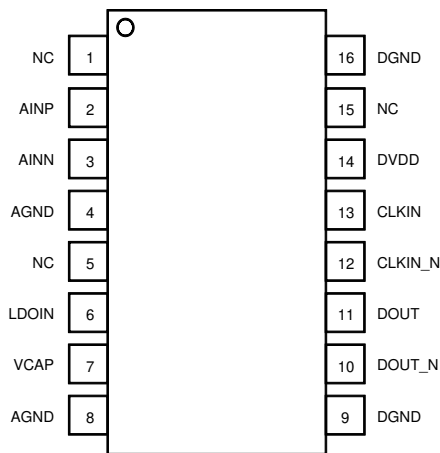 NC 1 16 DGND
AINP 2 15 NC
AINN 3 14 DVDD
AGND 4 13 CLKIN
NC 5 12 CLKIN_N
LDOIN 6 11 DOUT
VCAP 7 10 DOUT_N
AGND 8 9 DGND